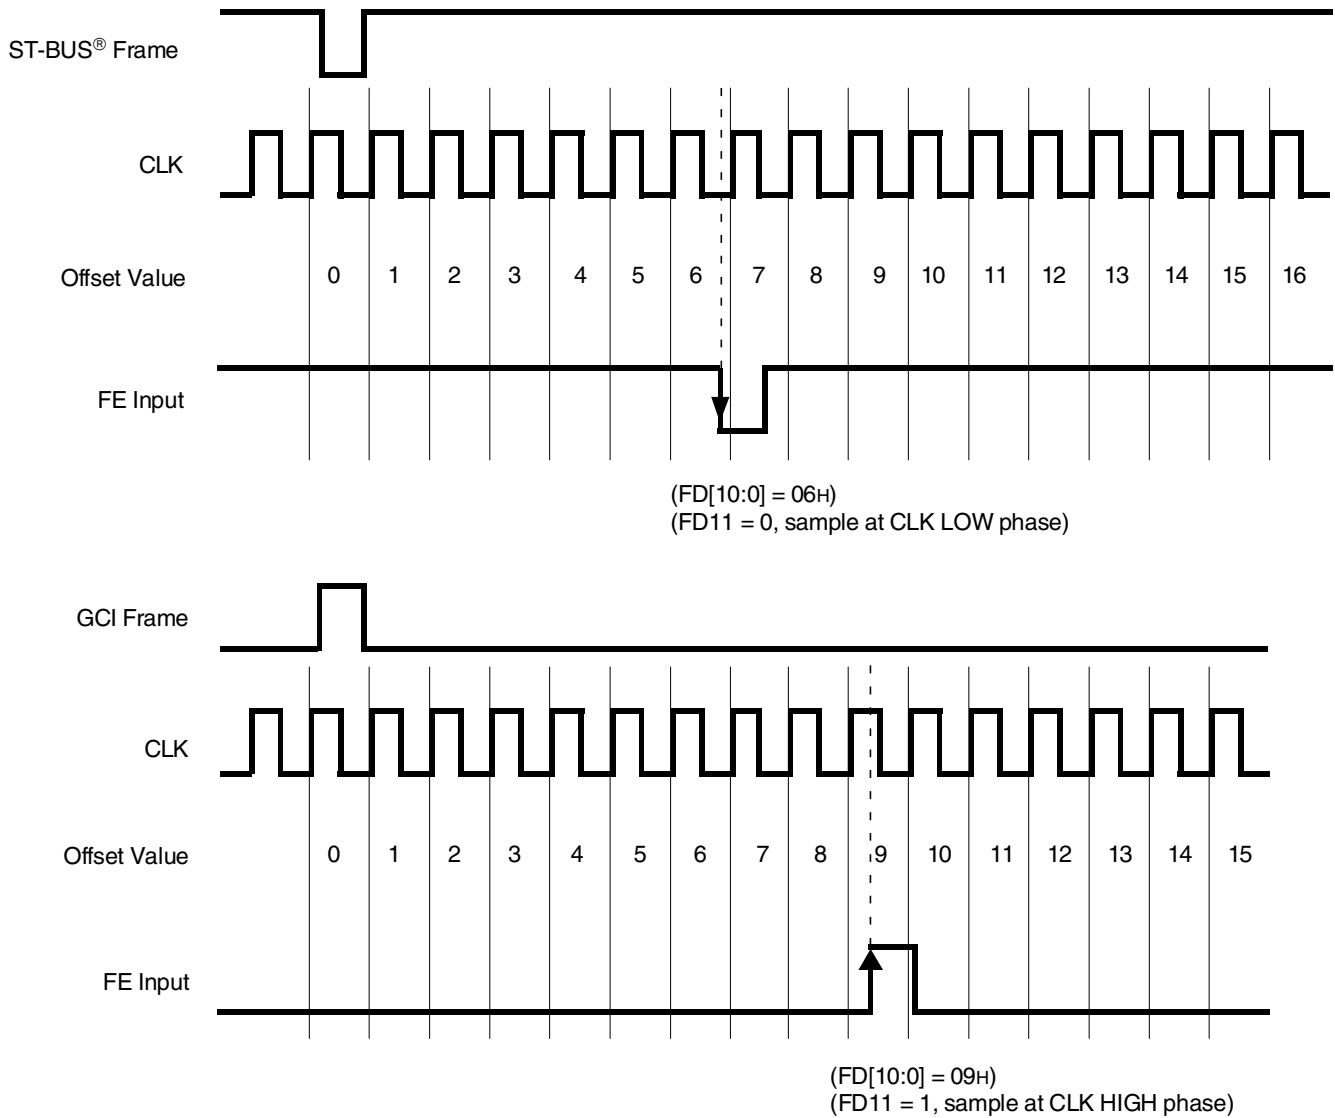 ST-BUS® Frame
CLK
Offset Value 0 1 2 3 4 5 6 7 8 9 10 11 12 13 14 15 16
FE Input
(FD[10:0] = 06H)
(FD11 = 0, sample at CLK LOW phase)
GCI Frame
CLK
Offset Value 0 1 2 3 4 5 6 7 8 9 10 11 12 13 14 15
FE Input
(FD[10:0] = 09H)
(FD11 = 1, sample at CLK HIGH phase)